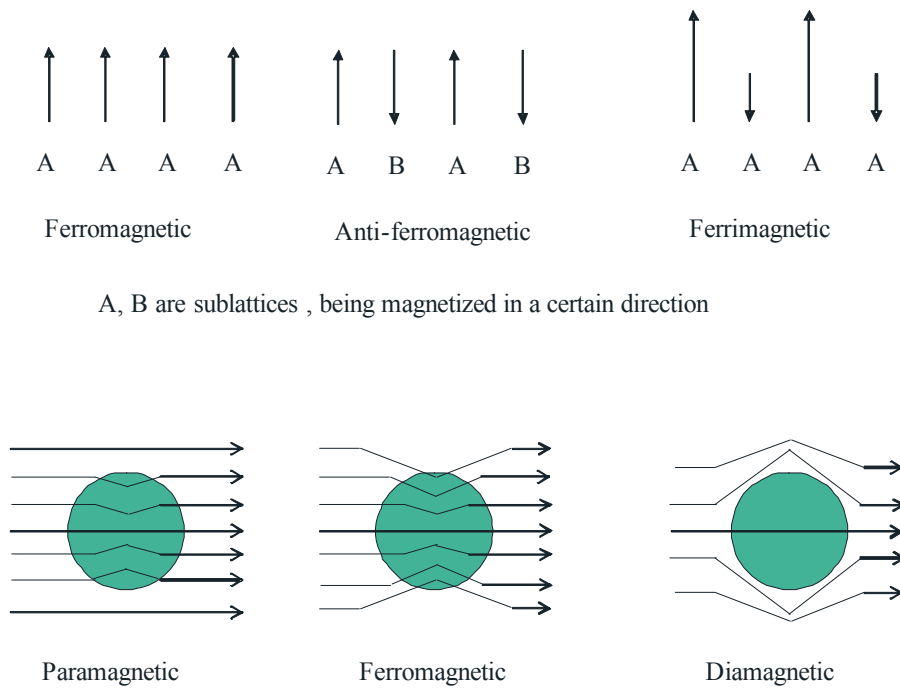 A A A A
A B A B
A A A A
Ferromagnetic
Anti-ferromagnetic
Ferrimagnetic
A, B are sublattices , being magnetized in a certain direction
Paramagnetic
Ferromagnetic
Diamagnetic